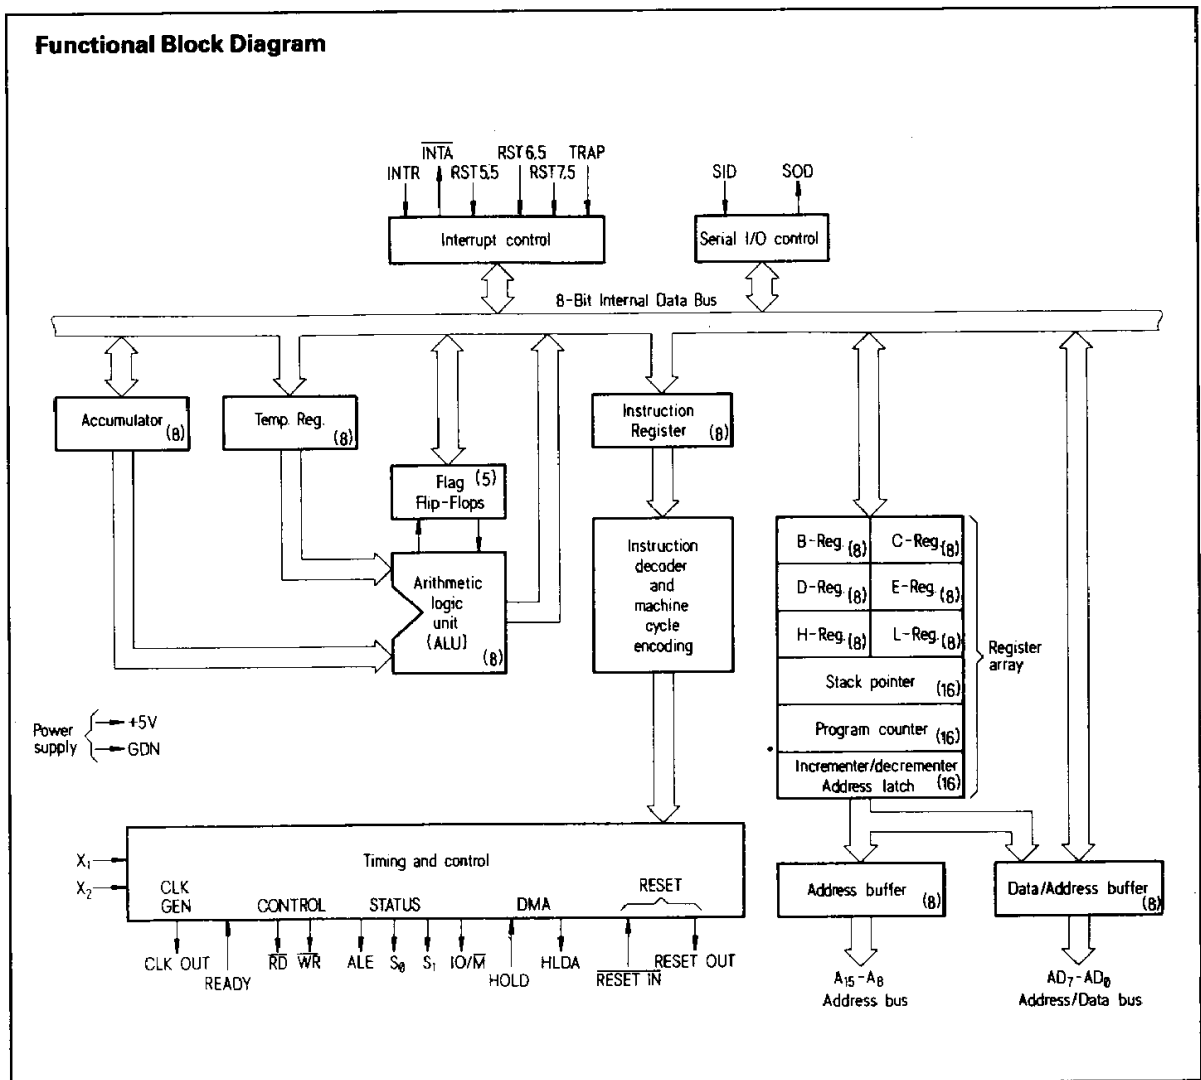 Functional Block Diagram
INTR
I̅N̅T̅A̅
RST5,5
RST6,5
RST7,5
TRAP
SID
SOD
Interrupt control
Serial I/O control
8-Bit Internal Data Bus
Accumulator (8)
Temp. Reg. (8)
Instruction
Register (8)
Flag (5)
Flip-Flops
Arithmetic
logic
unit
(ALU)
(8)
Instruction
decoder
and
machine
cycle
encoding
B-Reg. (8)
C-Reg. (8)
D-Reg. (8)
E-Reg. (8)
H-Reg. (8)
L-Reg. (8)
Stack pointer (16)
Program counter (16)
Incrementer/decrementer
Address latch (16)
Register
array
Power
supply
+5V
GDN
X₁
X₂
Timing and control
CLK
GEN
CONTROL
STATUS
DMA
RESET
CLK OUT
READY
R̅D̅
W̅R̅
ALE
S₀
S₁
IO/M̅
HOLD
HLDA
R̅E̅S̅E̅T̅ I̅N̅
RESET OUT
Address buffer (8)
Data/Address buffer (8)
A₁₅-A₈
Address bus
AD₇-AD₀
Address/Data bus